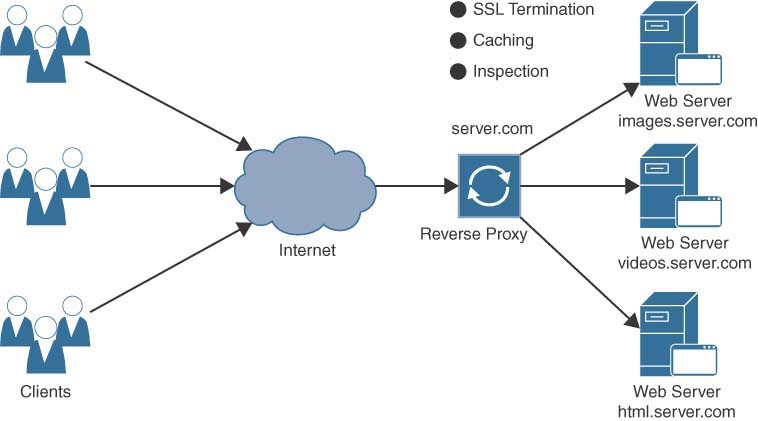 SSL Termination
Caching
Inspection
Web Server
images.server.com
server.com
Internet
Reverse Proxy
Web Server
videos.server.com
Clients
Web Server
html.server.com